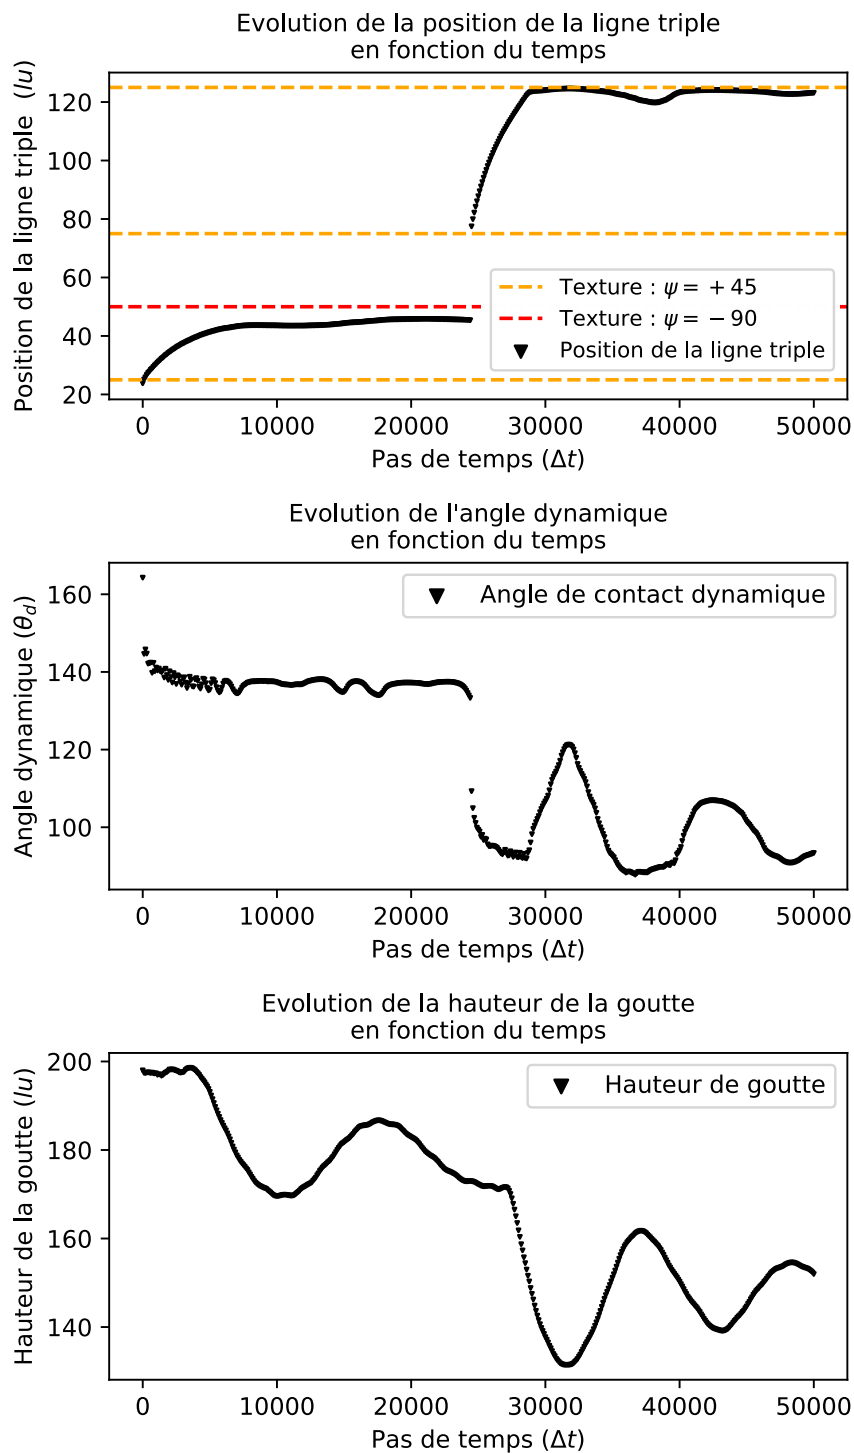 Evolution de la position de la ligne triple
en fonction du temps
Position de la ligne triple (lu)
120
100
80
60
40
20
Texture : ψ = +45
Texture : ψ = −90
Position de la ligne triple
0 10000 20000 30000 40000 50000
Pas de temps (Δt)
Evolution de l'angle dynamique
en fonction du temps
Angle dynamique (θd)
160
140
120
100
Angle de contact dynamique
0 10000 20000 30000 40000 50000
Pas de temps (Δt)
Evolution de la hauteur de la goutte
en fonction du temps
Hauteur de la goutte (lu)
200
180
160
140
Hauteur de goutte
0 10000 20000 30000 40000 50000
Pas de temps (Δt)